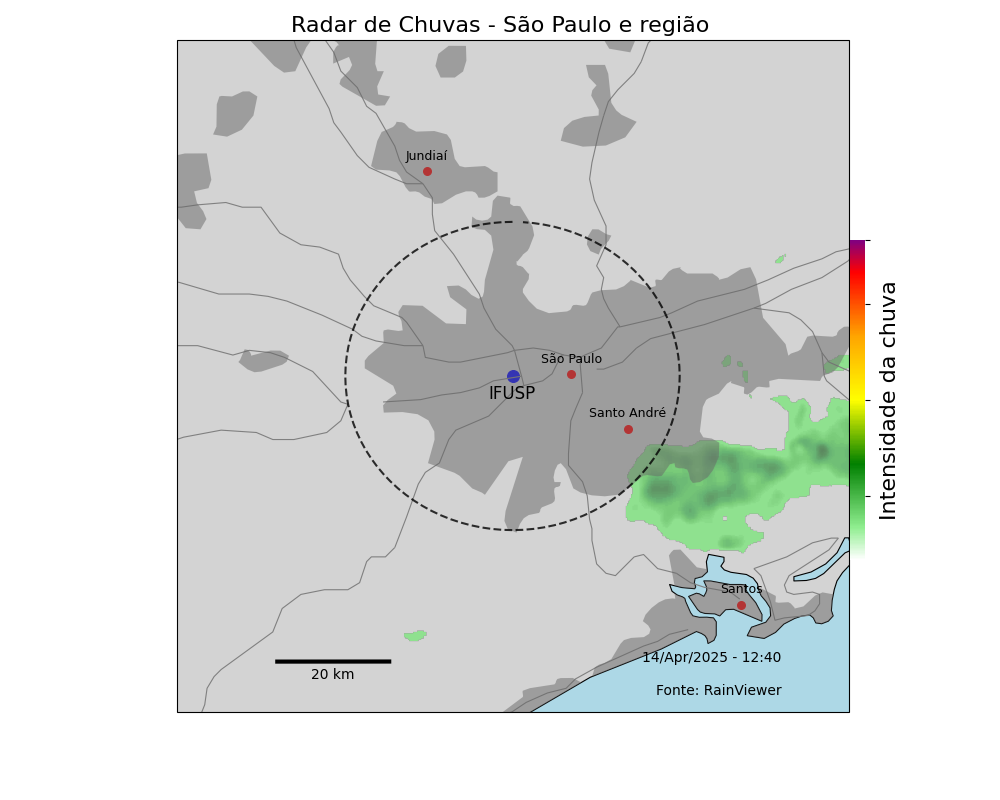 Radar de Chuvas - São Paulo e região
Jundiaí
São Paulo
IFUSP
Santo André
Intensidade da chuva
Santos
14/Apr/2025 - 12:40
20 km
Fonte: RainViewer